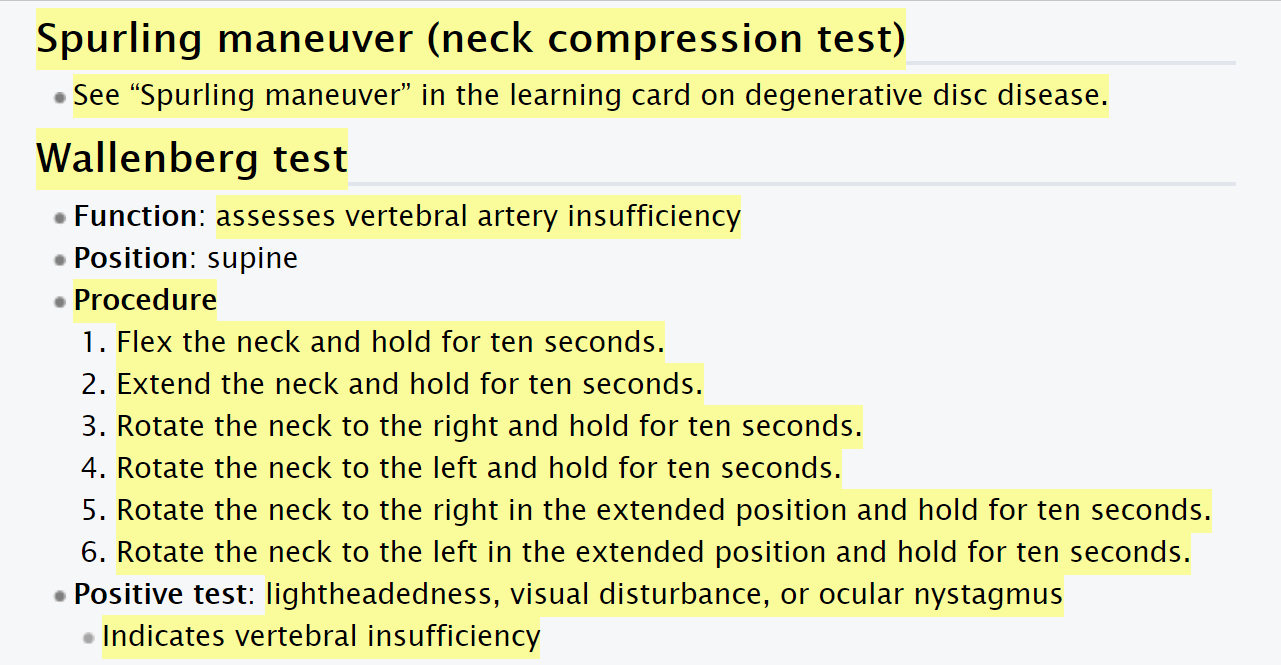 Spurling maneuver (neck compression test)
See “Spurling maneuver” in the learning card on degenerative disc disease.
Wallenberg test
Function: assesses vertebral artery insufficiency
Position: supine
Procedure
1. Flex the neck and hold for ten seconds.
2. Extend the neck and hold for ten seconds.
3. Rotate the neck to the right and hold for ten seconds.
4. Rotate the neck to the left and hold for ten seconds.
5. Rotate the neck to the right in the extended position and hold for ten seconds.
6. Rotate the neck to the left in the extended position and hold for ten seconds.
Positive test: lightheadedness, visual disturbance, or ocular nystagmus
Indicates vertebral insufficiency